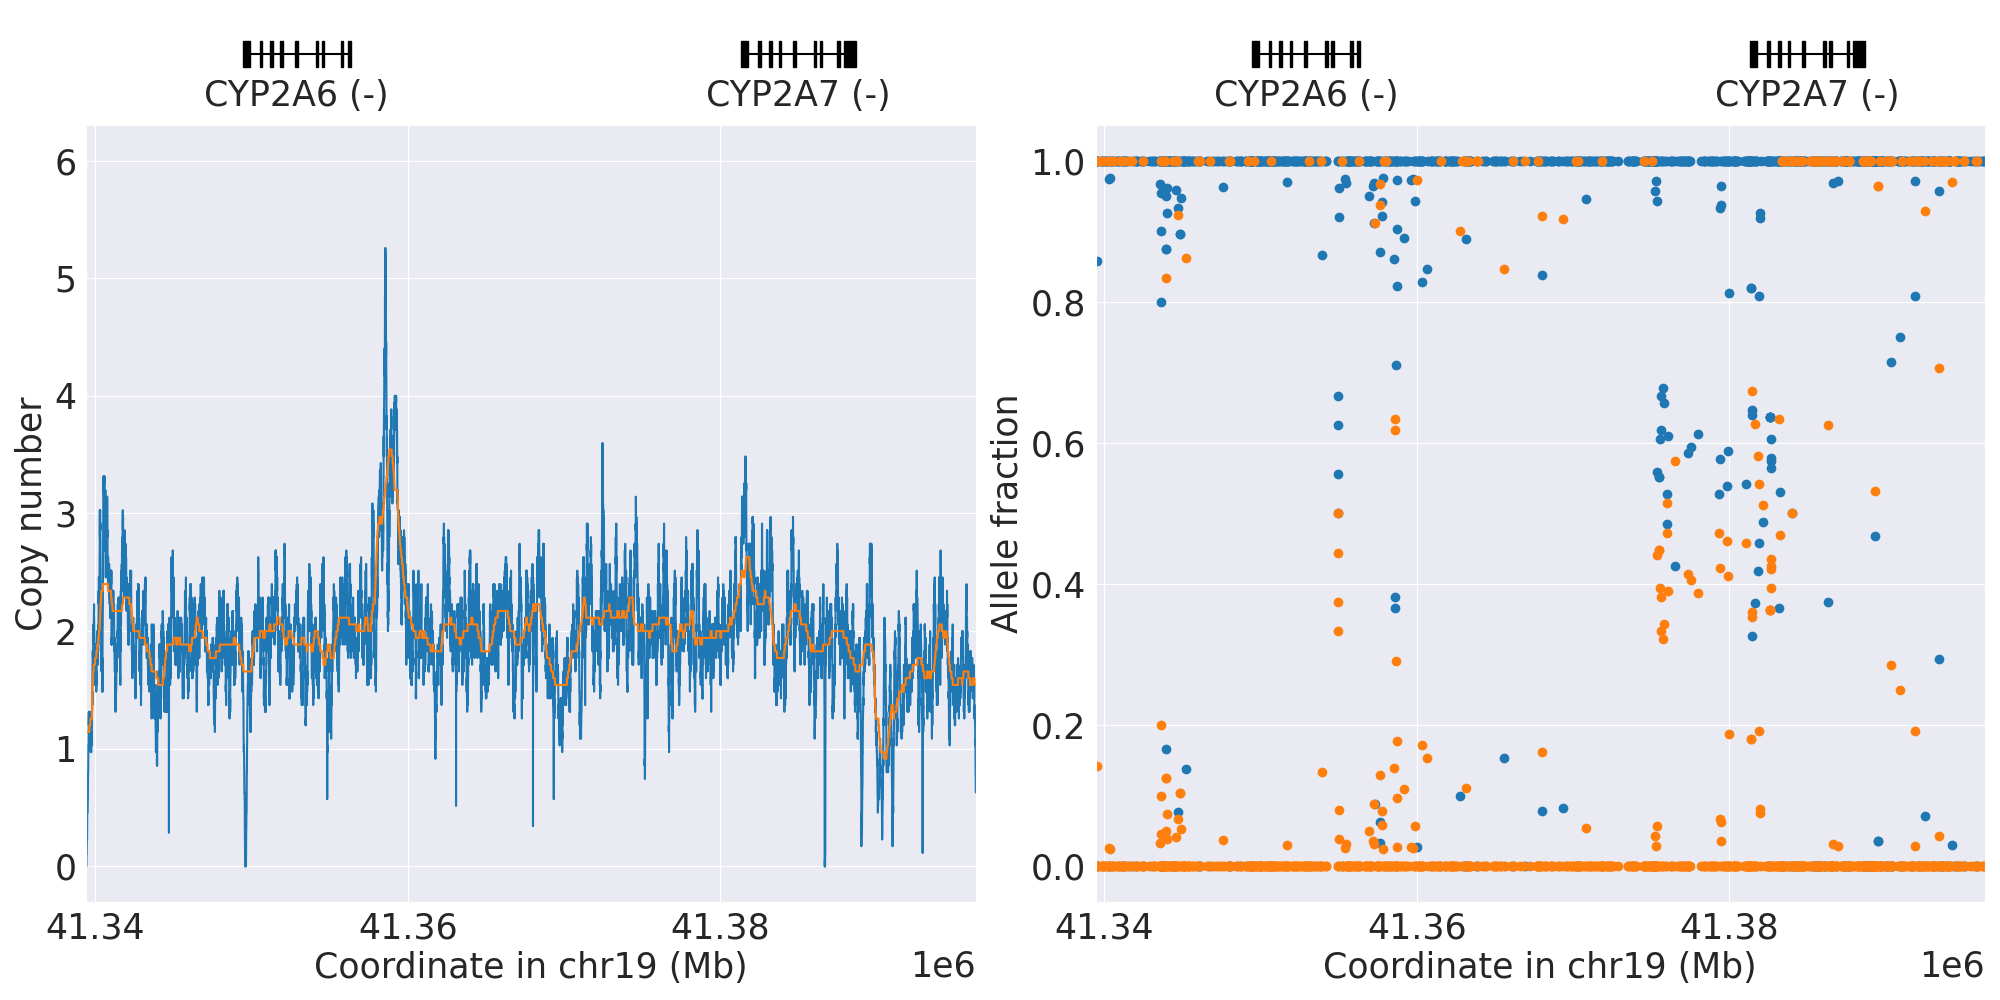 CYP2A6 (-)
CYP2A7 (-)
6
5
4
3
2
1
0
Copy number
41.34
41.36
41.38
Coordinate in chr19 (Mb)
1e6
CYP2A6 (-)
CYP2A7 (-)
1.0
0.8
0.6
0.4
0.2
0.0
Allele fraction
41.34
41.36
41.38
Coordinate in chr19 (Mb)
1e6